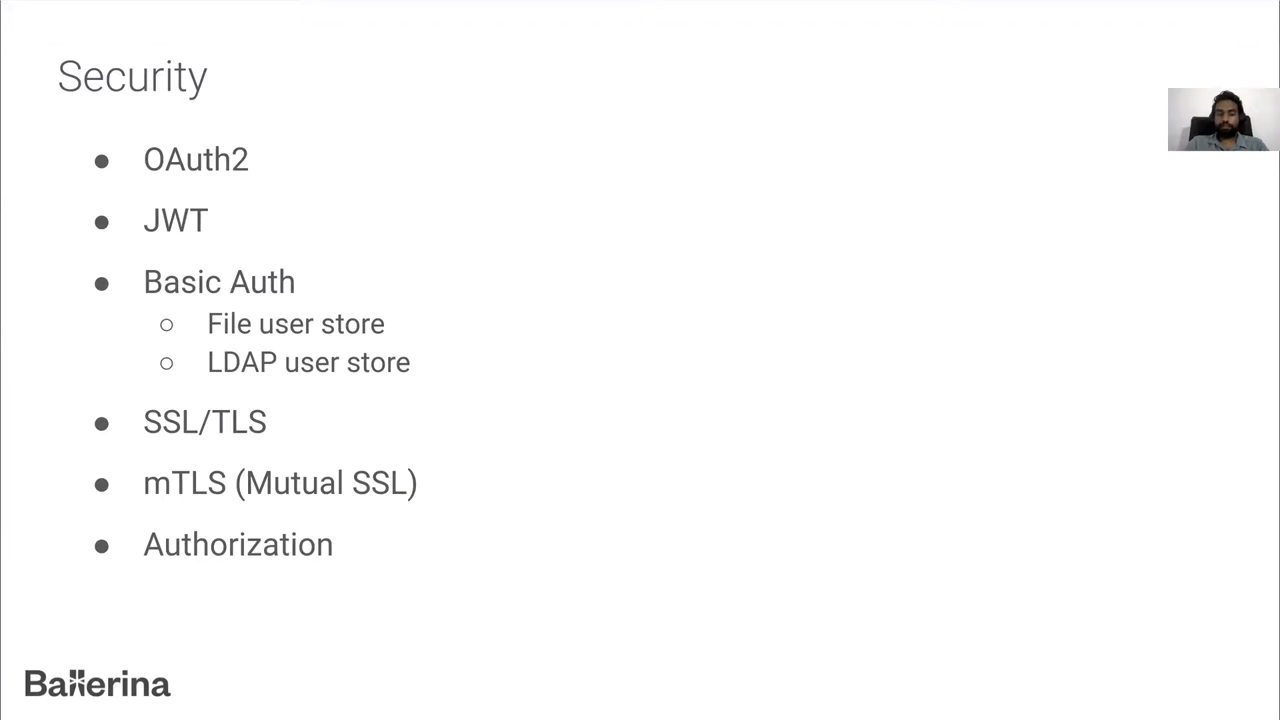 Security
● OAuth2
● JWT
● Basic Auth
○ File user store
○ LDAP user store
● SSL/TLS
● mTLS (Mutual SSL)
● Authorization
Ballerina